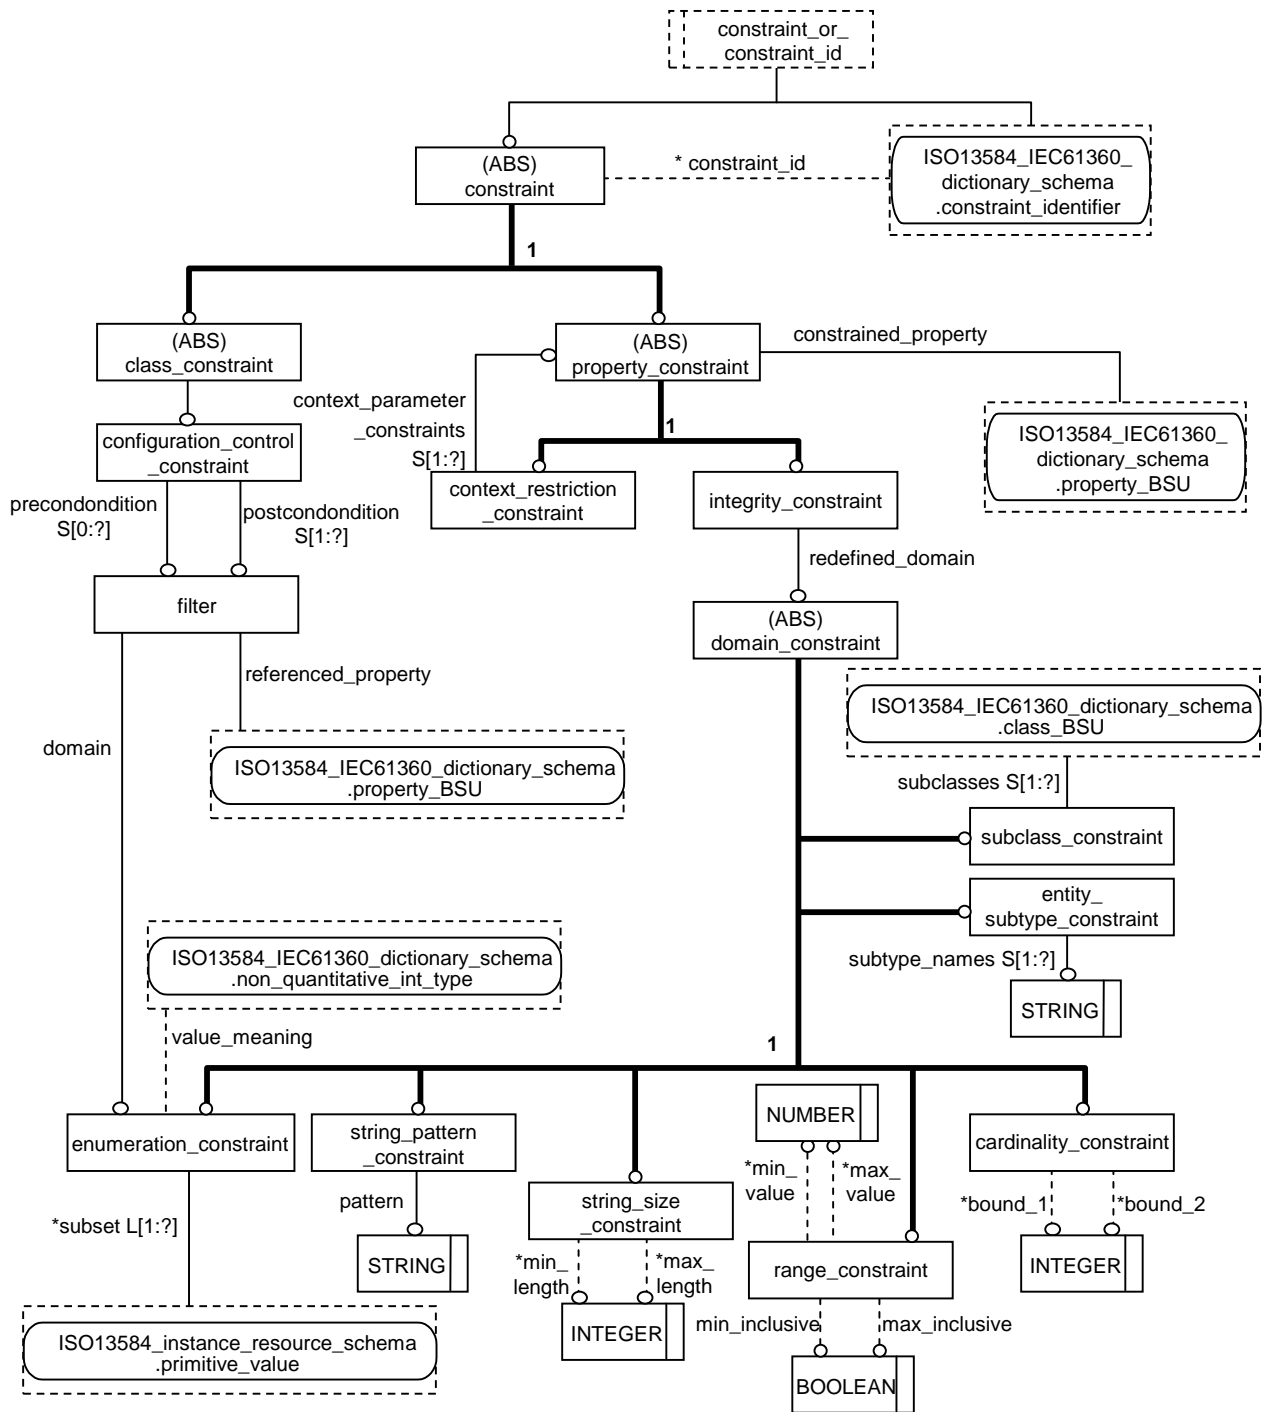 constraint_or_
constraint_id
(ABS)
constraint
* constraint_id
ISO13584_IEC61360_
dictionary_schema
.constraint_identifier
1
(ABS)
class_constraint
(ABS)
property_constraint
constrained_property
context_parameter
_constraints
S[1:?]
1
ISO13584_IEC61360_
dictionary_schema
.property_BSU
configuration_control
_constraint
context_restriction
_constraint
integrity_constraint
precondondition
S[0:?]
postcondondition
S[1:?]
redefined_domain
filter
(ABS)
domain_constraint
referenced_property
ISO13584_IEC61360_dictionary_schema
.class_BSU
domain
ISO13584_IEC61360_dictionary_schema
.property_BSU
subclasses S[1:?]
subclass_constraint
entity_
subtype_constraint
ISO13584_IEC61360_dictionary_schema
.non_quantitative_int_type
subtype_names S[1:?]
STRING
value_meaning
1
enumeration_constraint
string_pattern
_constraint
NUMBER
cardinality_constraint
*min_
value
*max_
value
string_size
_constraint
pattern
*subset L[1:?]
*bound_1
*bound_2
STRING
*min_
length
*max_
length
range_constraint
INTEGER
INTEGER
min_inclusive
max_inclusive
ISO13584_instance_resource_schema
.primitive_value
BOOLEAN